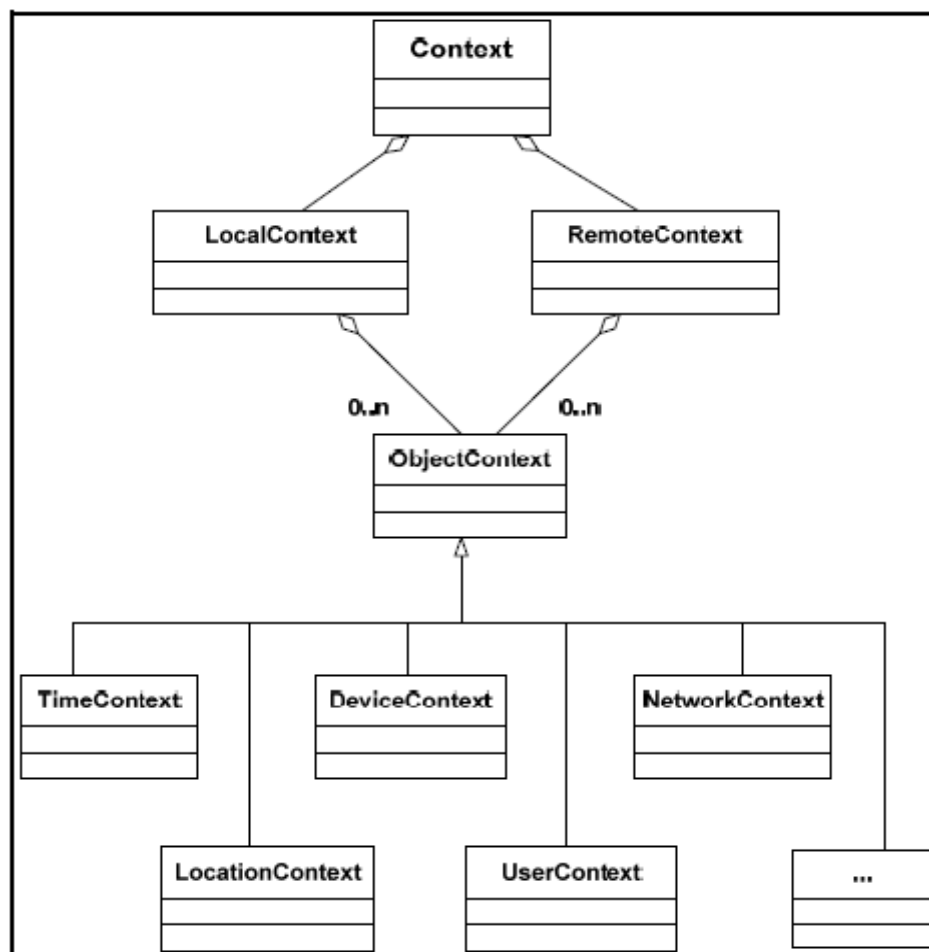 Context
LocalContext
RemoteContext
0..n
0..n
ObjectContext
TimeContext
DeviceContext
NetworkContext
LocationContext
UserContext
...